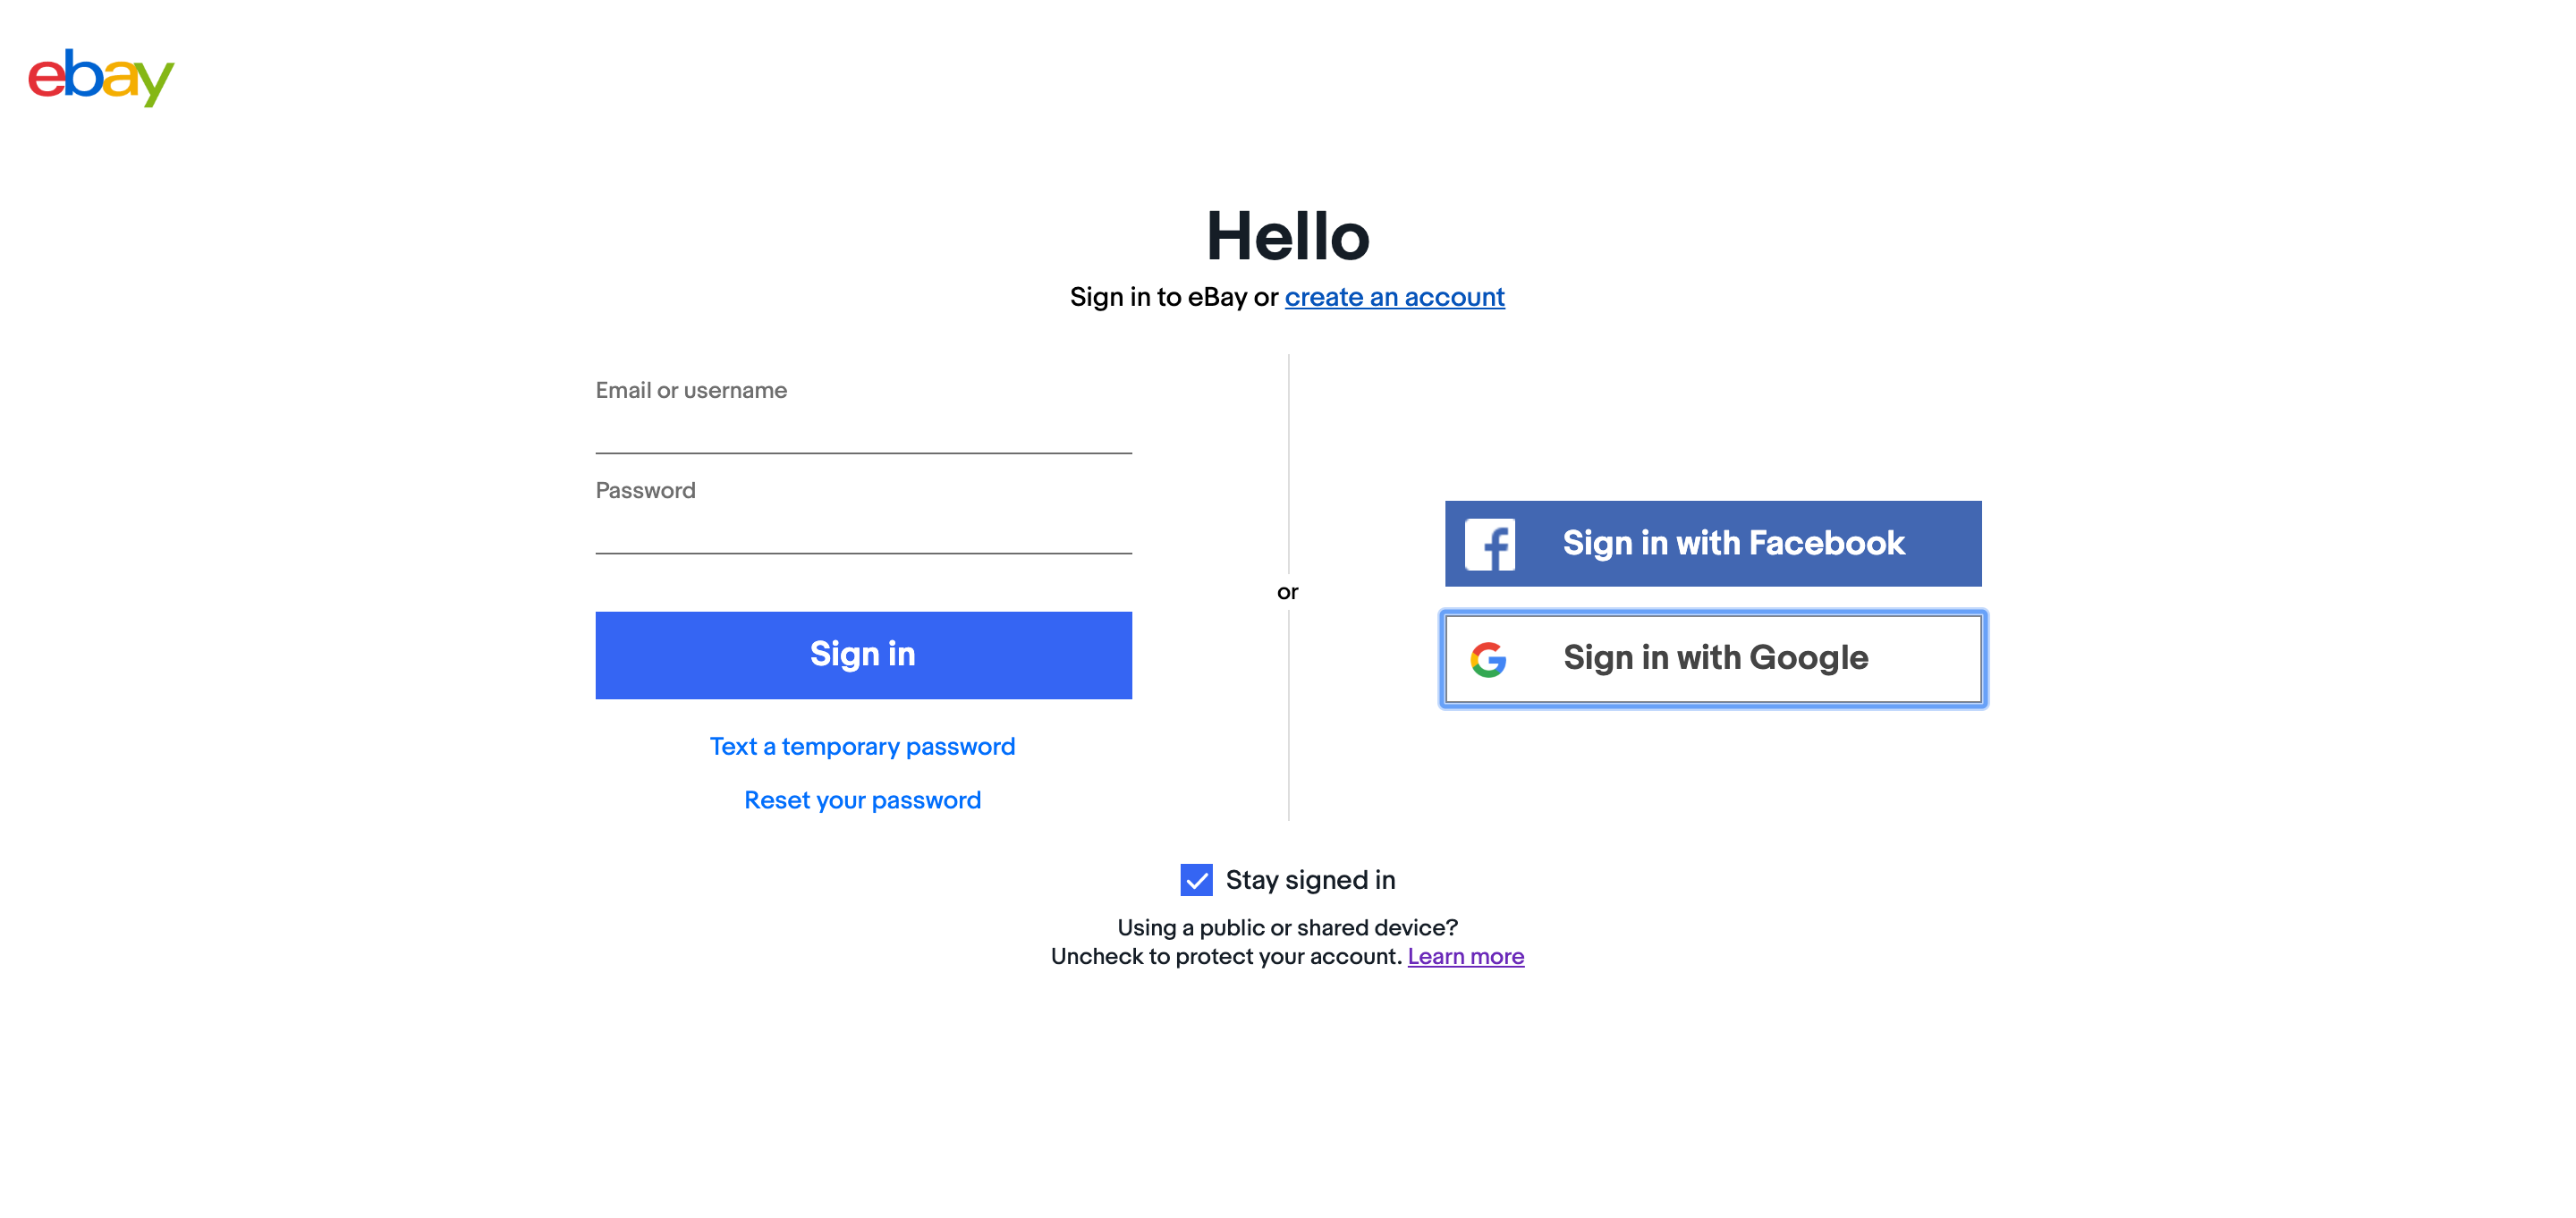 ebay
Hello
Sign in to eBay or create an account
Email or username
Password
Sign in
Text a temporary password
Reset your password
or
Sign in with Facebook
Sign in with Google
Stay signed in
Using a public or shared device?
Uncheck to protect your account. Learn more